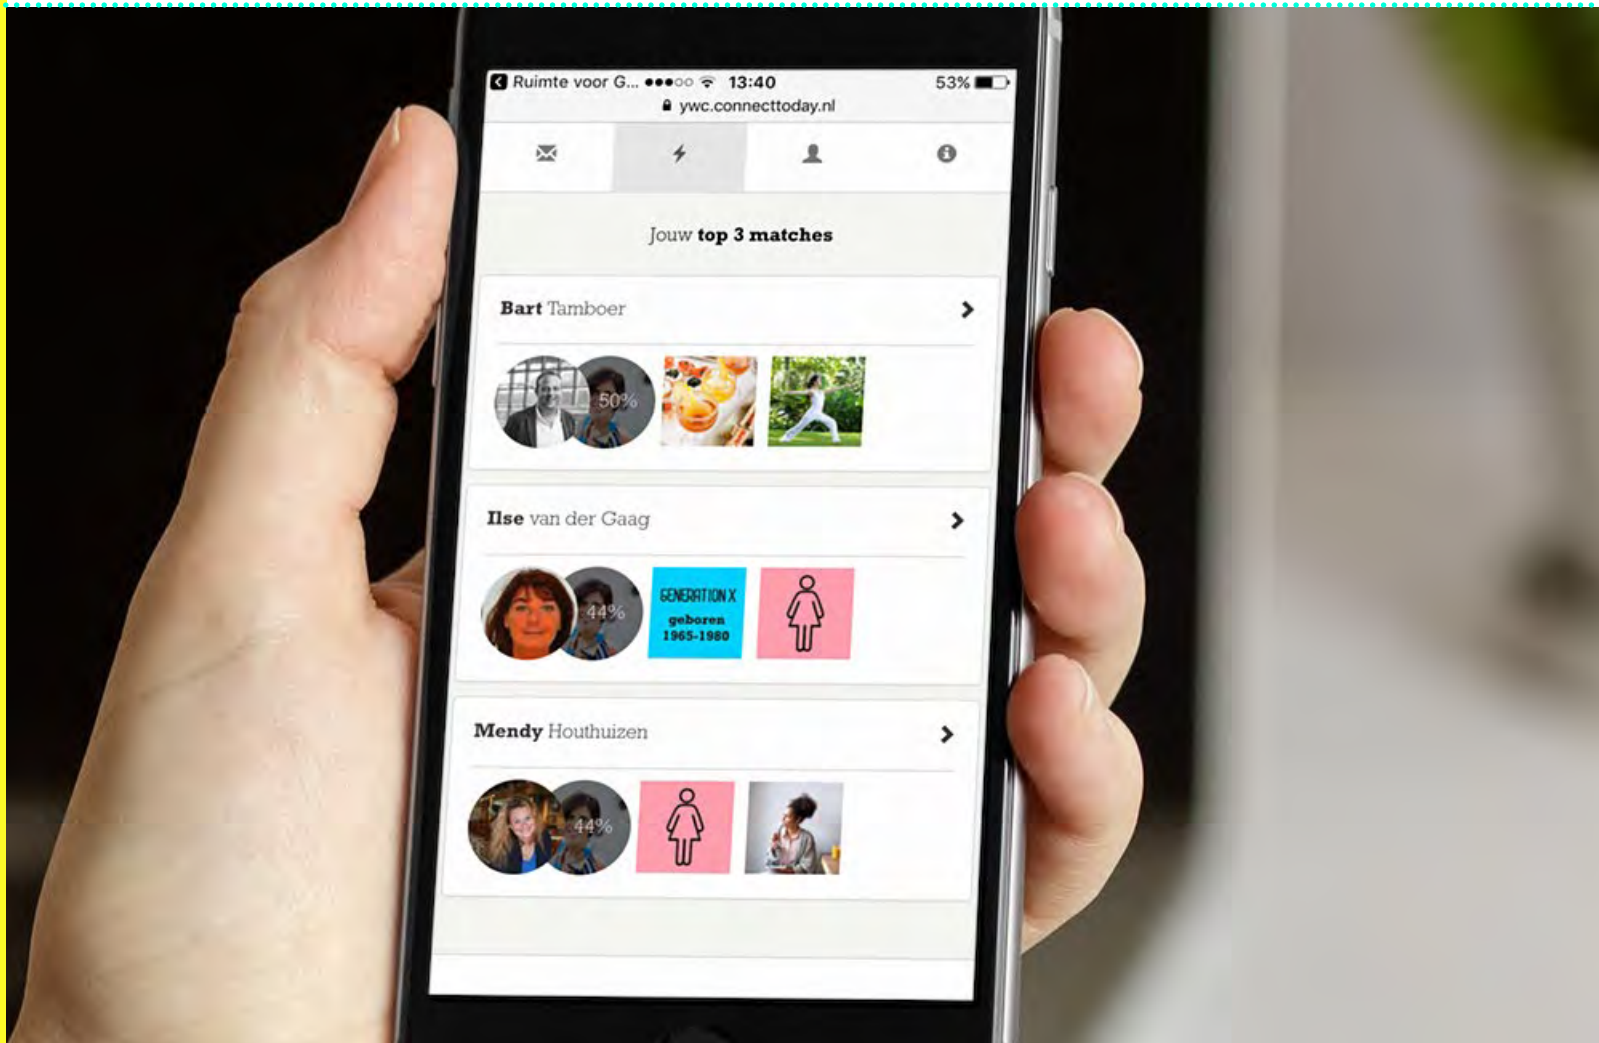 Ruimte voor G... 13:40 53%
ywc.connecttoday.nl
Jouw top 3 matches
Bart Tamboer
50%
Ilse van der Gaag
44%
GENERATION X
geboren
1965-1980
Mendy Houthuizen
44%